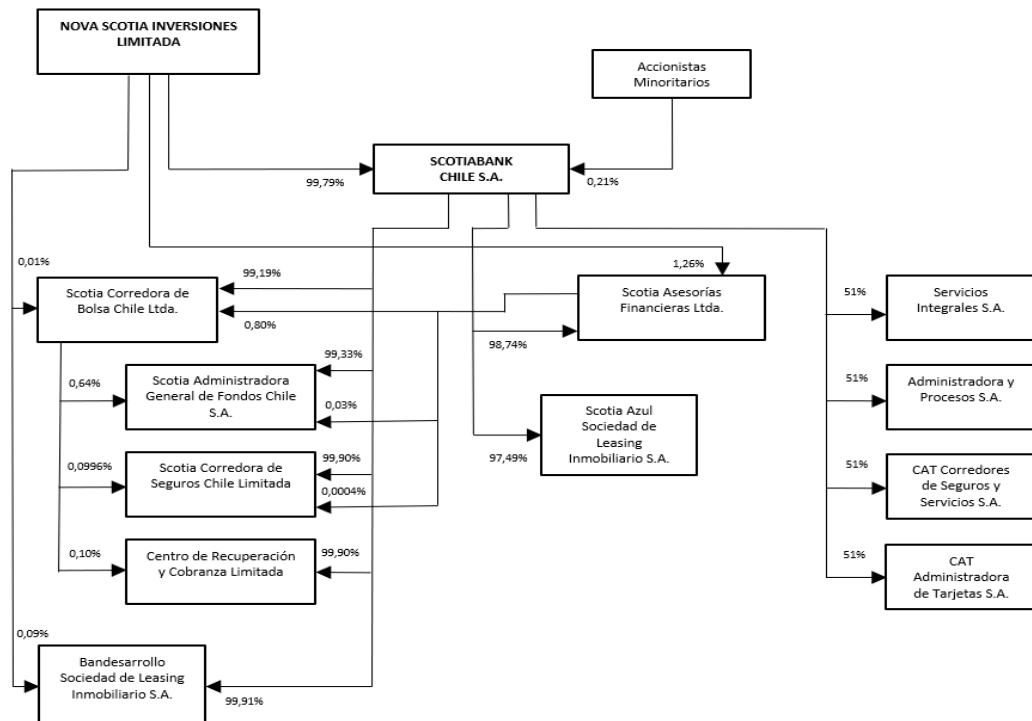 NOVA SCOTIA INVERSIONES
LIMITADA
Accionistas
Minoritarios
SCOTIABANK
CHILE S.A.
99,79%
0,21%
0,01%
99,19%
1,26%
Scotia Corredora de
Bolsa Chile Ltda.
0,80%
Scotia Asesorías
Financieras Ltda.
98,74%
51%
Servicios
Integrales S.A.
99,33%
0,64%
Scotia Administradora
General de Fondos Chile
S.A.
0,03%
51%
Administradora y
Procesos S.A.
Scotia Azul
Sociedad de
Leasing
Inmobiliario S.A.
97,49%
0,0996%
Scotia Corredora de
Seguros Chile Limitada
99,90%
0,0004%
51%
CAT Corredores
de Seguros y
Servicios S.A.
0,10%
Centro de Recuperación
y Cobranza Limitada
99,90%
51%
CAT
Administradora
de Tarjetas S.A.
0,09%
Bandesarrollo
Sociedad de Leasing
Inmobiliario S.A.
99,91%